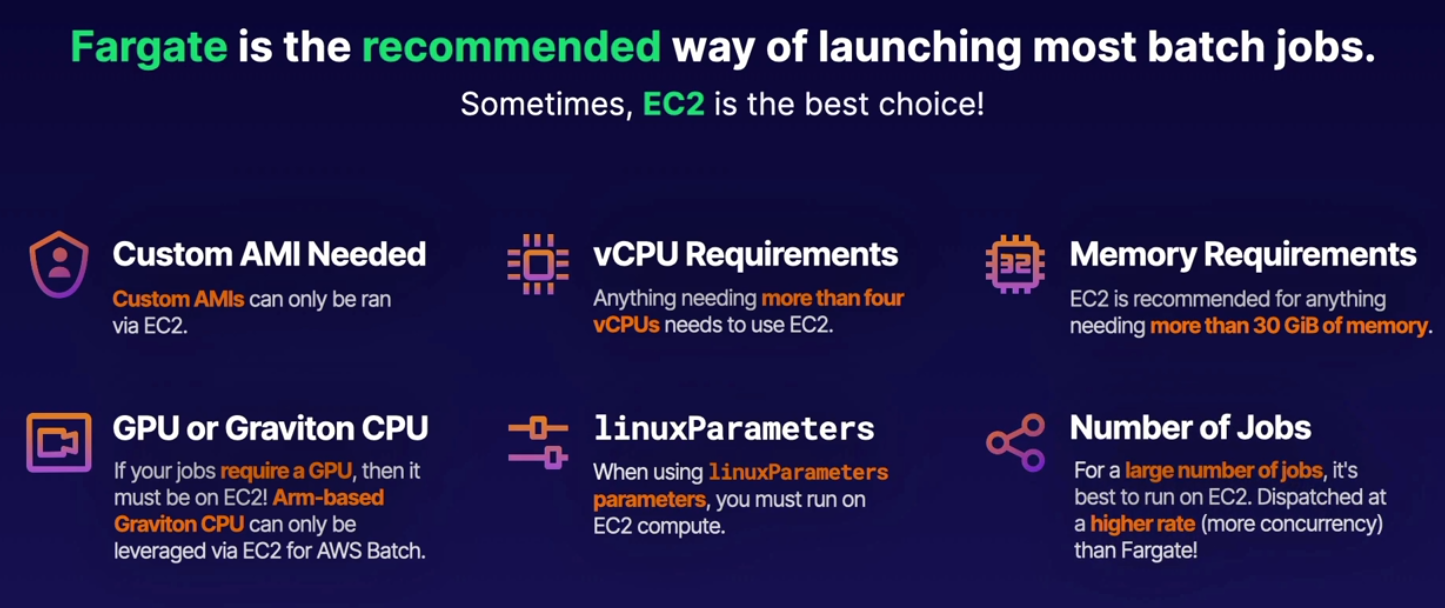 Fargate is the recommended way of launching most batch jobs.
Sometimes, EC2 is the best choice!
Custom AMI Needed
Custom AMIs can only be ran
via EC2.
vCPU Requirements
Anything needing more than four
vCPUs needs to use EC2.
32
Memory Requirements
EC2 is recommended for anything
needing more than 30 GiB of memory.
GPU or Graviton CPU
If your jobs require a GPU, then it
must be on EC2! Arm-based
Graviton CPU can only be
leveraged via EC2 for AWS Batch.
linuxParameters
When using linuxParameters
parameters, you must run on
EC2 compute.
Number of Jobs
For a large number of jobs, it's
best to run on EC2. Dispatched at
a higher rate (more concurrency)
than Fargate!